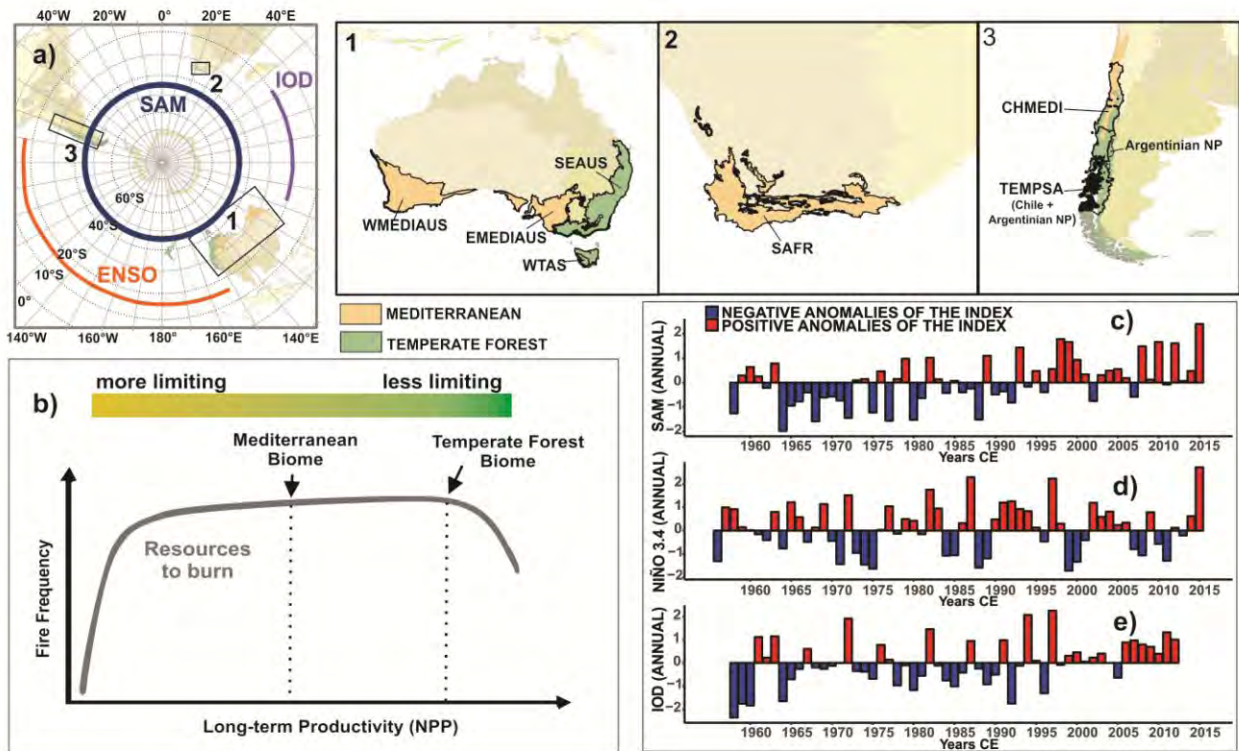 40°W 20°W 0° 20°E 40°E
a)
2
IOD
SAM
3
60°S
1
40°S
20°S
ENSO
10°S
0°
140°W 160°W 180° 160°E 140°E
1
SEAUS
WMEDIAUS
EMEDIAUS
WTAS
2
SAFR
3
CHMEDI
Argentinian NP
TEMPSA
(Chile +
Argentinian NP)
MEDITERRANEAN
TEMPERATE FOREST
b)
more limiting less limiting
Mediterranean
Biome
Temperate Forest
Biome
Resources
to burn
Fire Frequency
Long-term Productivity (NPP)
NEGATIVE ANOMALIES OF THE INDEX
POSITIVE ANOMALIES OF THE INDEX
c)
SAM (ANNUAL)
2
1
0
−1
−2
1960 1965 1970 1975 1980 1985 1990 1995 2000 2005 2010 2015
Years CE
d)
NIÑO 3.4 (ANNUAL)
2
1
0
−1
−2
1960 1965 1970 1975 1980 1985 1990 1995 2000 2005 2010 2015
Years CE
e)
IOD (ANNUAL)
2
1
0
−1
−2
1960 1965 1970 1975 1980 1985 1990 1995 2000 2005 2010 2015
Years CE